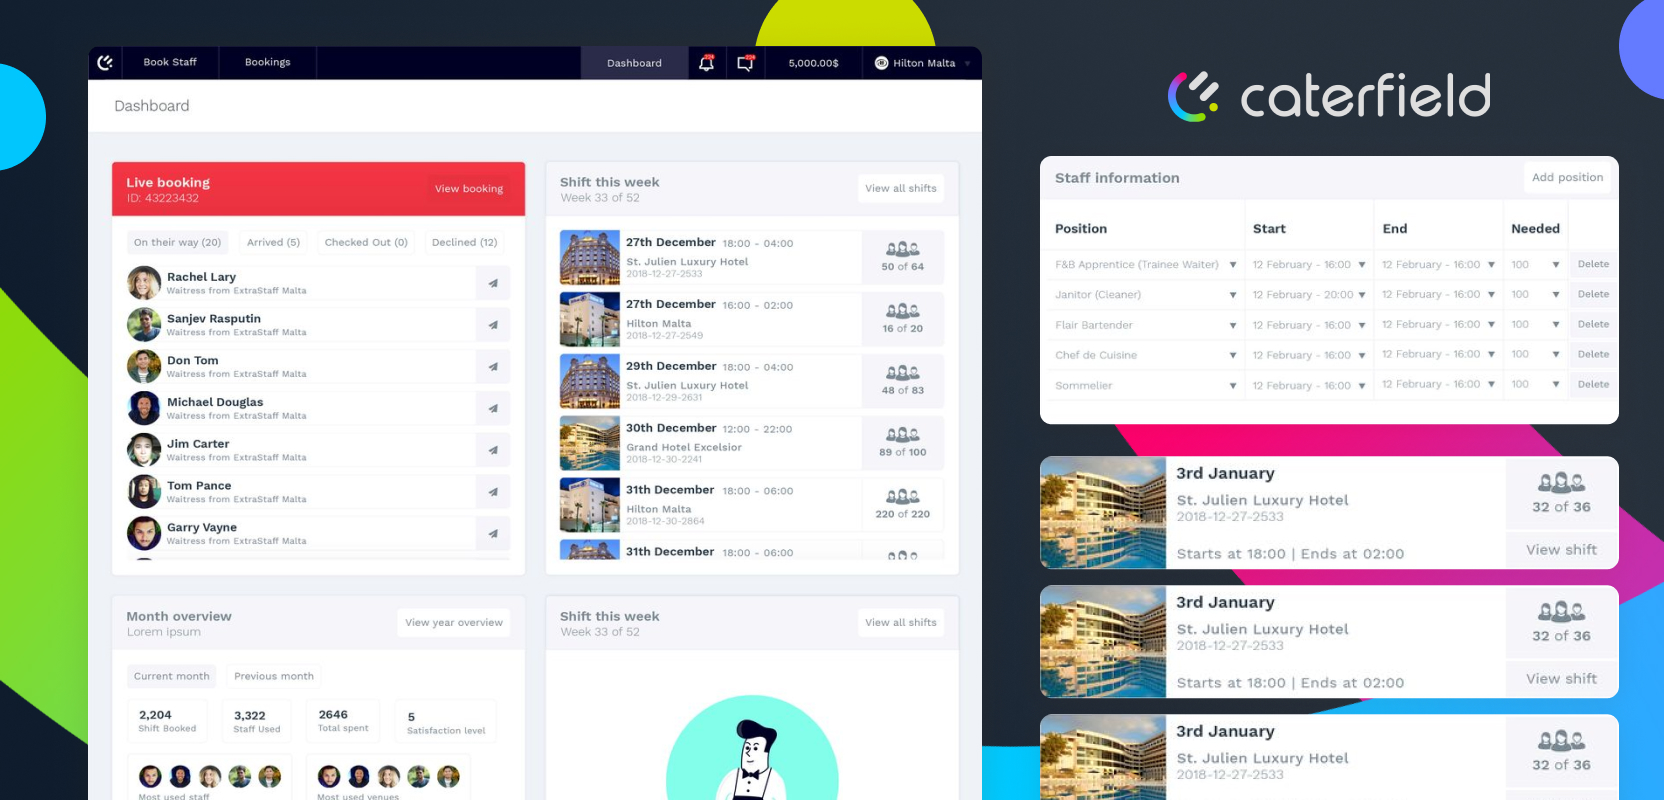 Book Staff
Bookings
Dashboard
5,000.00$
Hilton Malta
Dashboard
Live booking
ID: 43223432
View booking
On their way (20)
Arrived (5)
Checked Out (0)
Declined (12)
Rachel Lary
Waitress from ExtraStaff Malta
Sanjev Rasputin
Waitress from ExtraStaff Malta
Don Tom
Waitress from ExtraStaff Malta
Michael Douglas
Waitress from ExtraStaff Malta
Jim Carter
Waitress from ExtraStaff Malta
Tom Pance
Waitress from ExtraStaff Malta
Garry Vayne
Waitress from ExtraStaff Malta
Shift this week
Week 33 of 52
View all shifts
27th December 18:00 - 04:00
St. Julien Luxury Hotel
2018-12-27-2533
50 of 64
27th December 16:00 - 02:00
Hilton Malta
2018-12-27-2549
16 of 20
29th December 18:00 - 04:00
St. Julien Luxury Hotel
2018-12-29-2631
48 of 83
30th December 12:00 - 22:00
Grand Hotel Excelsior
2018-12-30-2241
89 of 100
31th December 18:00 - 06:00
Hilton Malta
2018-12-30-2864
220 of 220
31th December 18:00 - 06:00
Month overview
Lorem ipsum
View year overview
Current month
Previous month
2,204
Shift Booked
3,322
Staff Used
2646
Total spent
5
Satisfaction level
Most used staff
Most used venues
Shift this week
Week 33 of 52
View all shifts
caterfield
Staff information
Add position
Position Start End Needed
F&B Apprentice (Trainee Waiter) 12 February - 16:00 12 February - 16:00 100 Delete
Janitor (Cleaner) 12 February - 20:00 12 February - 16:00 100 Delete
Flair Bartender 12 February - 16:00 12 February - 16:00 100 Delete
Chef de Cuisine 12 February - 16:00 12 February - 16:00 100 Delete
Sommelier 12 February - 16:00 12 February - 16:00 100 Delete
3rd January
St. Julien Luxury Hotel
2018-12-27-2533
Starts at 18:00 | Ends at 02:00
32 of 36
View shift
3rd January
St. Julien Luxury Hotel
2018-12-27-2533
Starts at 18:00 | Ends at 02:00
32 of 36
View shift
3rd January
St. Julien Luxury Hotel
2018-12-27-2533
32 of 36